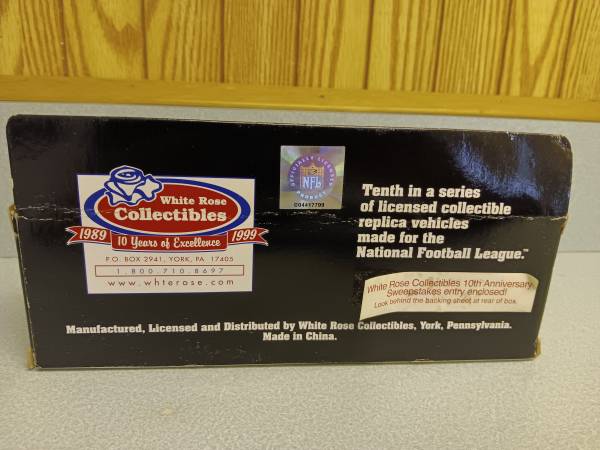 White Rose
Collectibles
1989 10 Years of Excellence 1999
P.O. BOX 2941, YORK, PA 17405
1.800.710.8697
www.whterose.com
OFFICIALLY LICENSED
NFL
PRODUCT
Tenth in a series
of licensed collectible
replica vehicles
made for the
National Football League.™
White Rose Collectibles 10th Anniversary
Sweepstakes entry enclosed!
Look behind the backing sheet at rear of box.
Manufactured, Licensed and Distributed by White Rose Collectibles, York, Pennsylvania.
Made in China.